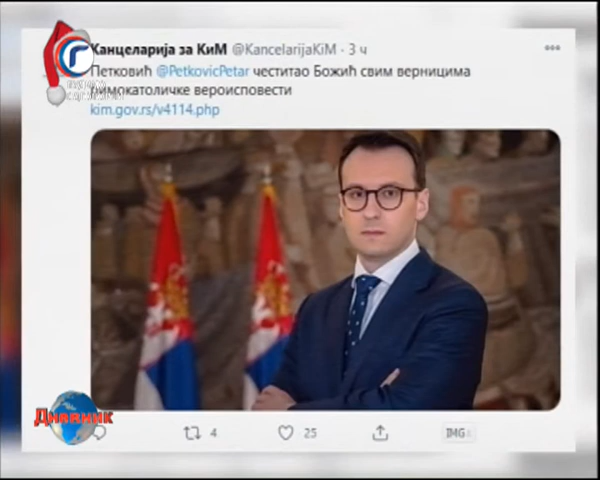 Канцеларија за КиМ @KancelarijaKiM · 3 ч
Петковић @PetkovicPetar честитао Божић свим верницима
римокатоличке вероисповести
kim.gov.rs/v4114.php
Дневник
4
25
IMG